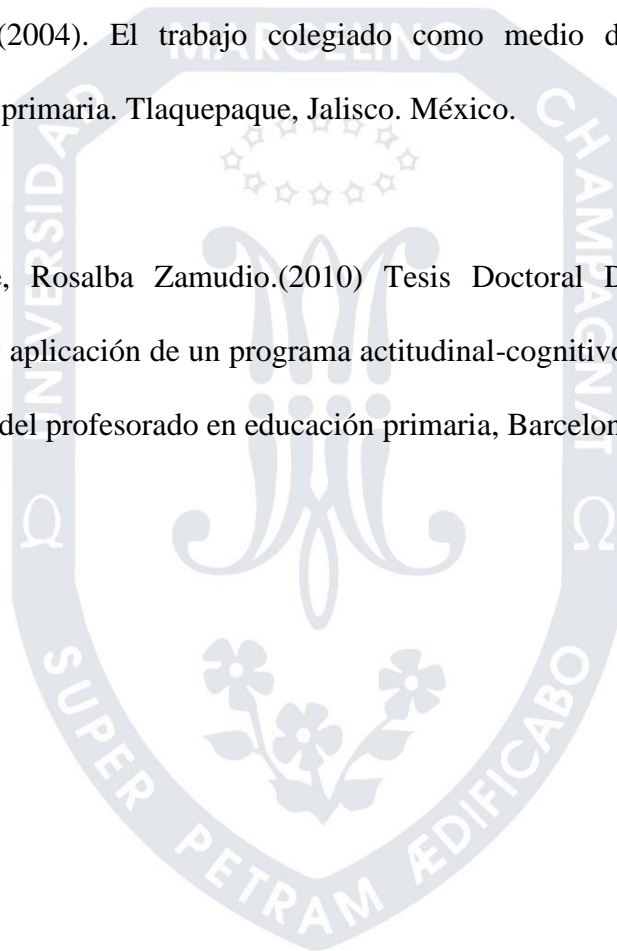 (2004). El trabajo colegiado como medio d
primaria. Tlaquepaque, Jalisco. México.
e, Rosalba Zamudio.(2010) Tesis Doctoral D
aplicación de un programa actitudinal-cognitivo
del profesorado en educación primaria, Barcelon
UNIVERSIDAD
MARCELINO
CHAMPAGNAT
SUPER PETRAM ÆDIFICABO